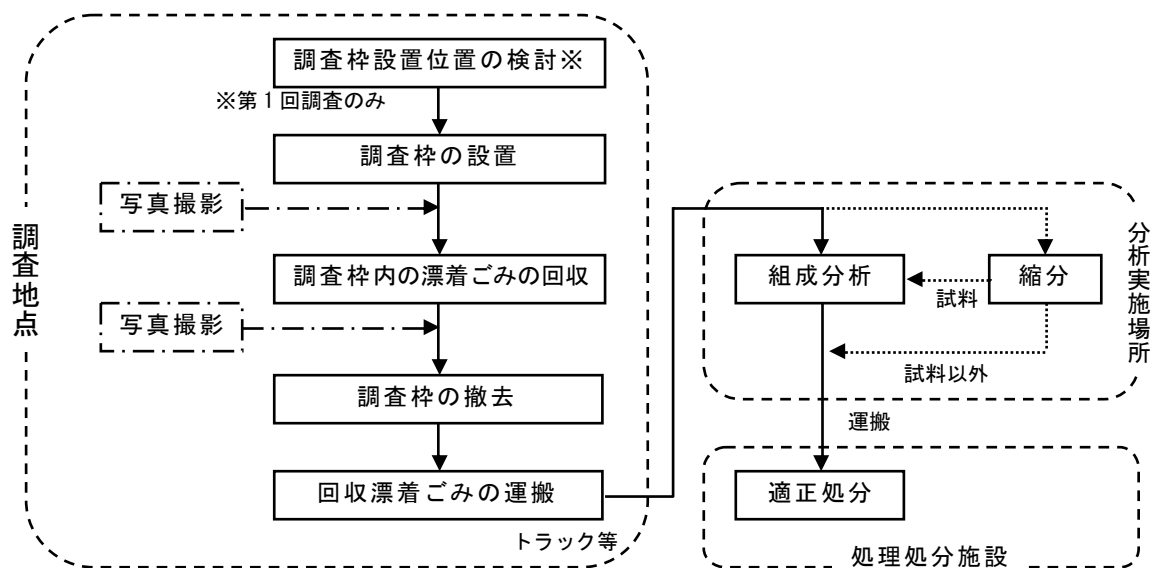 調査枠設置位置の検討※
※第1回調査のみ
調査枠の設置
写真撮影
調査枠内の漂着ごみの回収
写真撮影
調査枠の撤去
回収漂着ごみの運搬
トラック等
調査地点
組成分析
試料
縮分
試料以外
分析実施場所
運搬
適正処分
処理処分施設